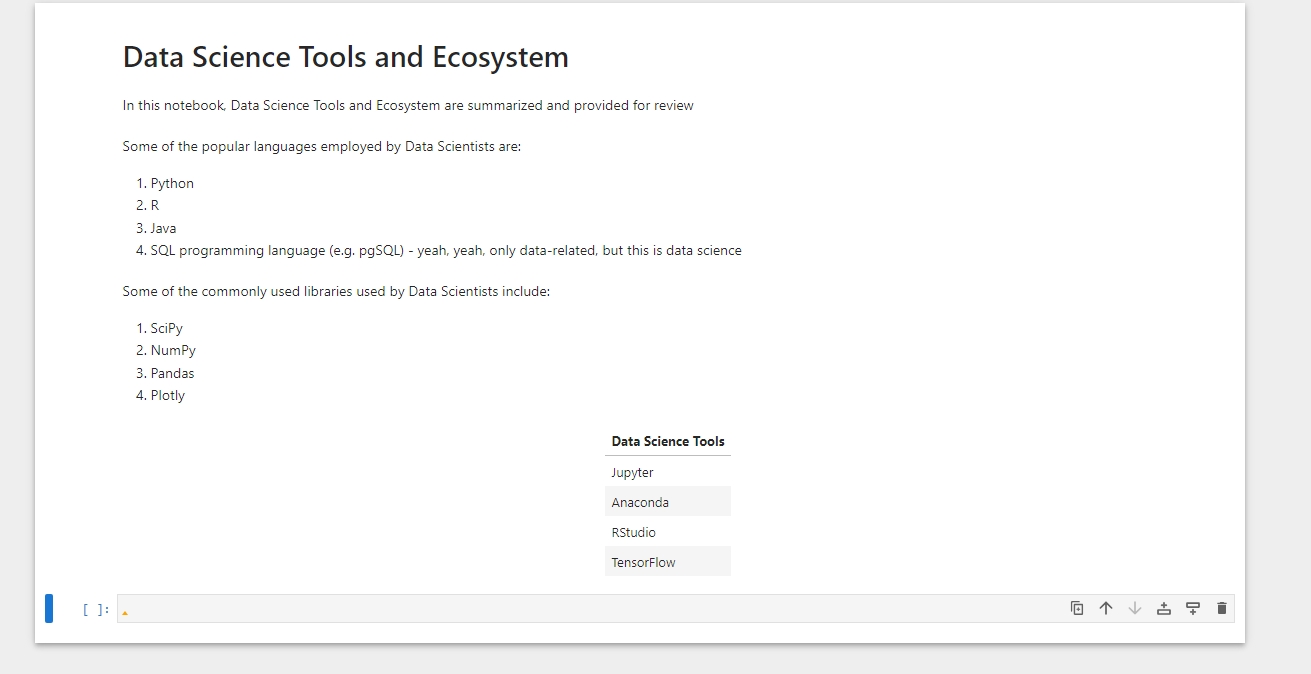 Data Science Tools and Ecosystem
In this notebook, Data Science Tools and Ecosystem are summarized and provided for review
Some of the popular languages employed by Data Scientists are:
1. Python
2. R
3. Java
4. SQL programming language (e.g. pgSQL) - yeah, yeah, only data-related, but this is data science
Some of the commonly used libraries used by Data Scientists include:
1. SciPy
2. NumPy
3. Pandas
4. Plotly
Data Science Tools
Jupyter
Anaconda
RStudio
TensorFlow
[ ]: